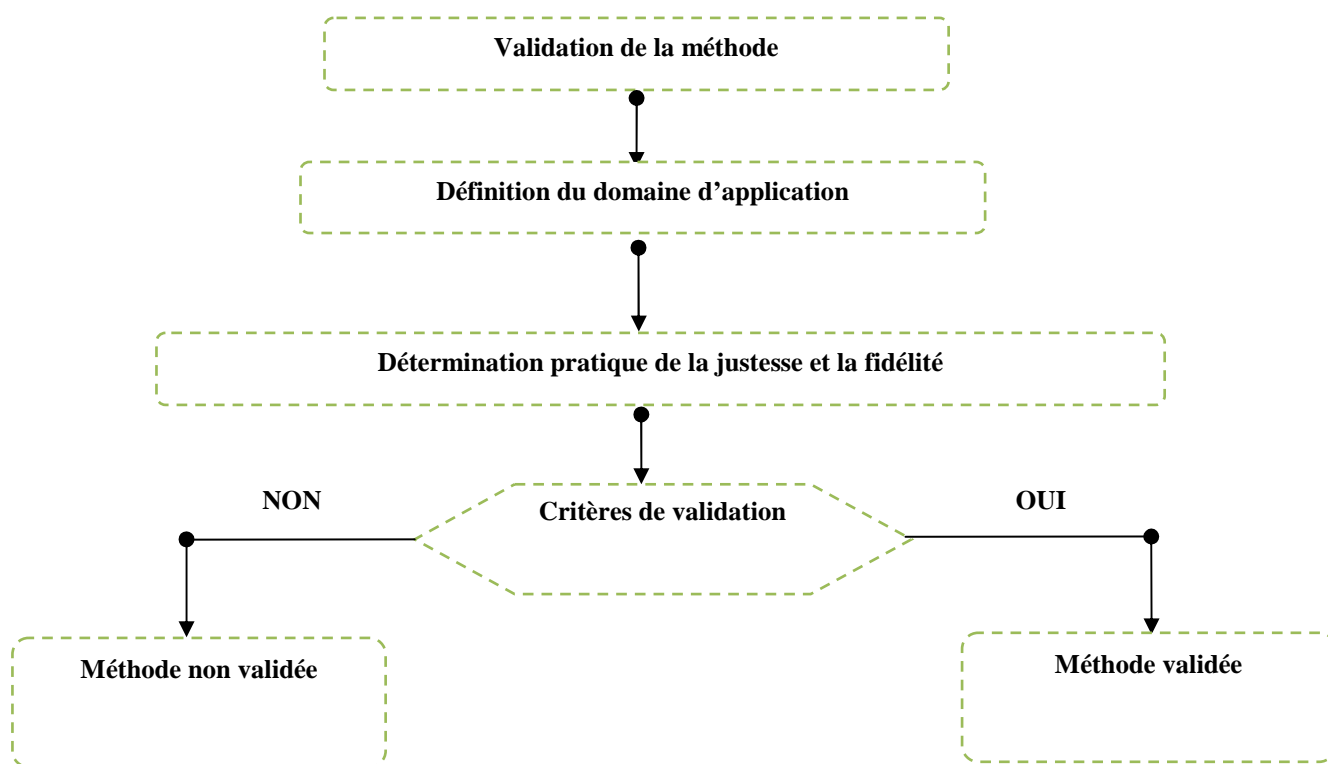 Validation de la méthode
Définition du domaine d’application
Détermination pratique de la justesse et la fidélité
NON
Critères de validation
OUI
Méthode non validée
Méthode validée